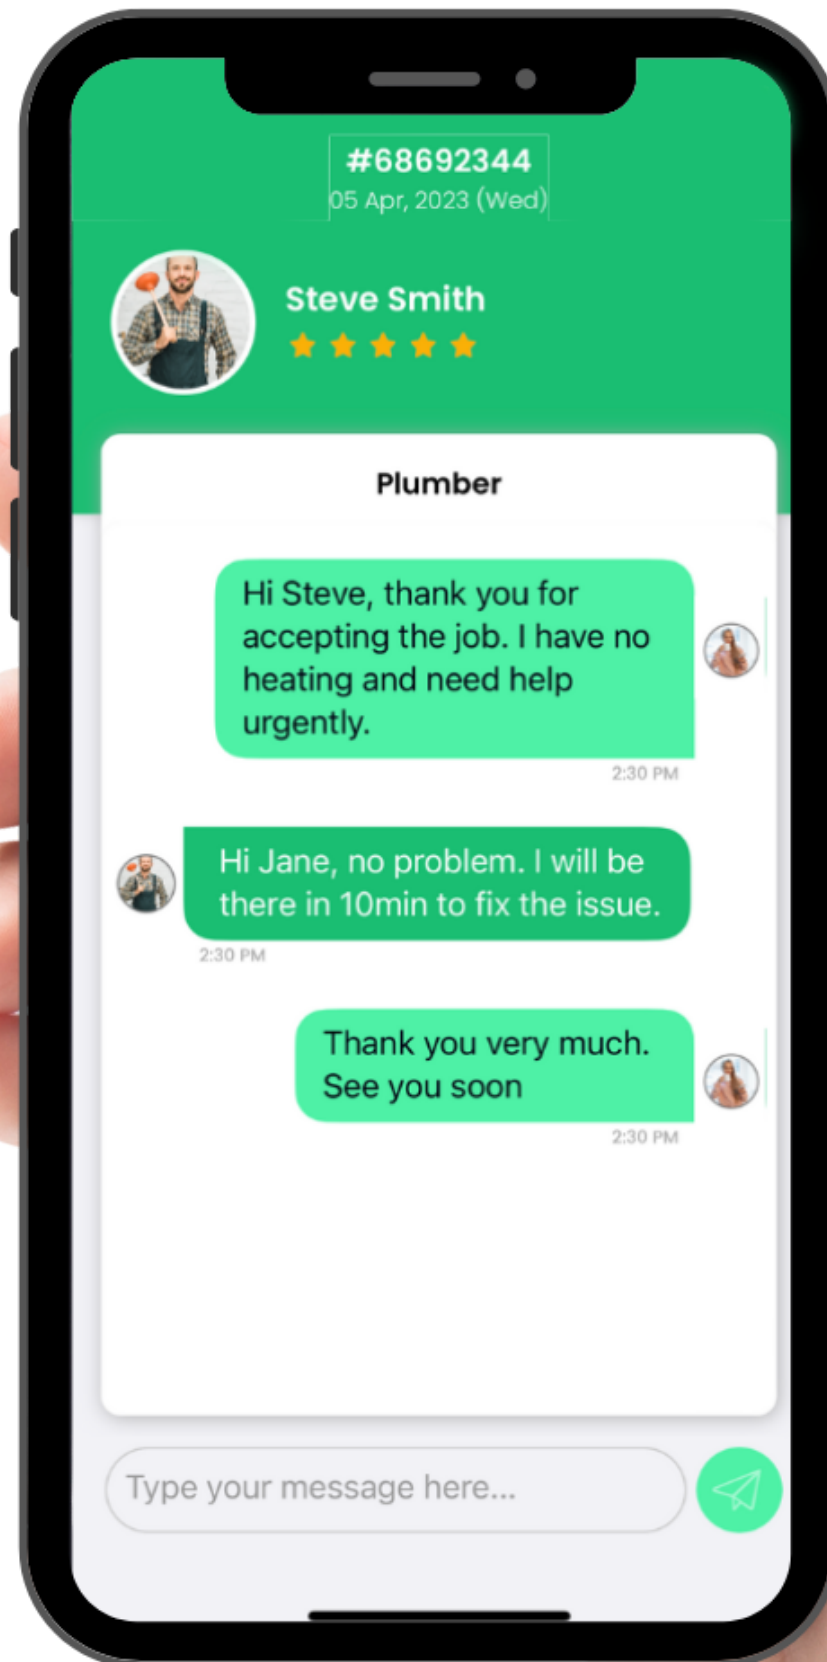 #68692344
05 Apr, 2023 (Wed)
Steve Smith
Plumber
Hi Steve, thank you for
accepting the job. I have no
heating and need help
urgently.
2:30 PM
Hi Jane, no problem. I will be
there in 10min to fix the issue.
2:30 PM
Thank you very much.
See you soon
2:30 PM
Type your message here...